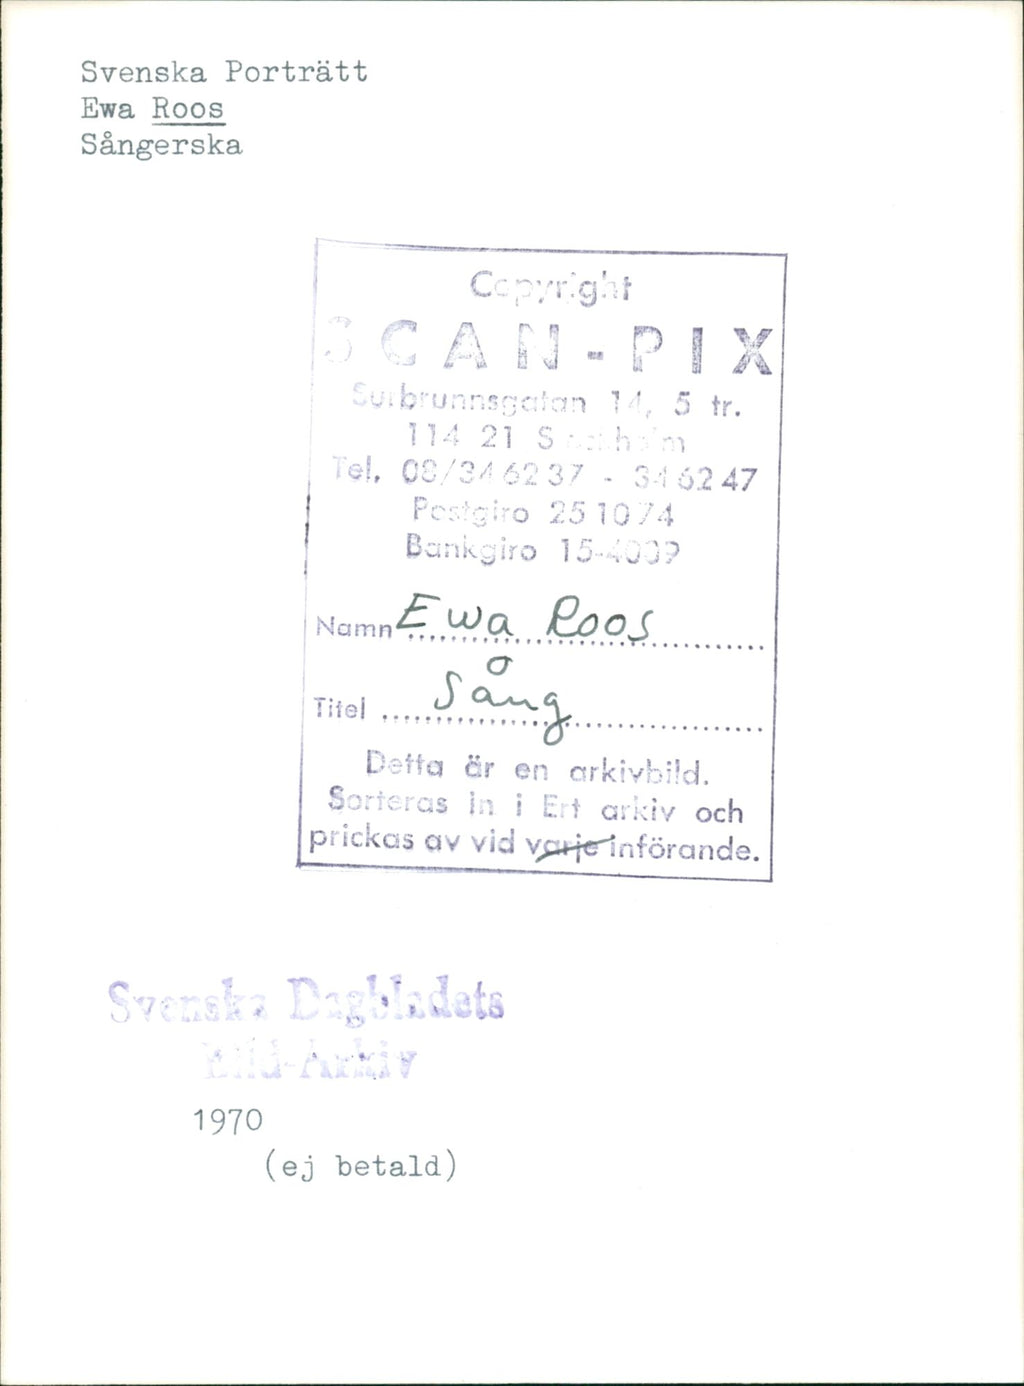 Svenska Porträtt
Ewa Roos
Sångerska
Copyright
SCAN-PIX
Surbrunnsgatan 14, 5 tr.
114 21 Stockholm
Tel. 08/34 62 37 - 34 62 47
Postgiro 25 10 74
Bankgiro 15-4009
Namn Ewa Roos
Titel Sång
Detta är en arkivbild.
Sorteras in i Ert arkiv och
prickas av vid varje införande.
Svenska Dagbladets
Bild-Arkiv
1970
(ej betald)